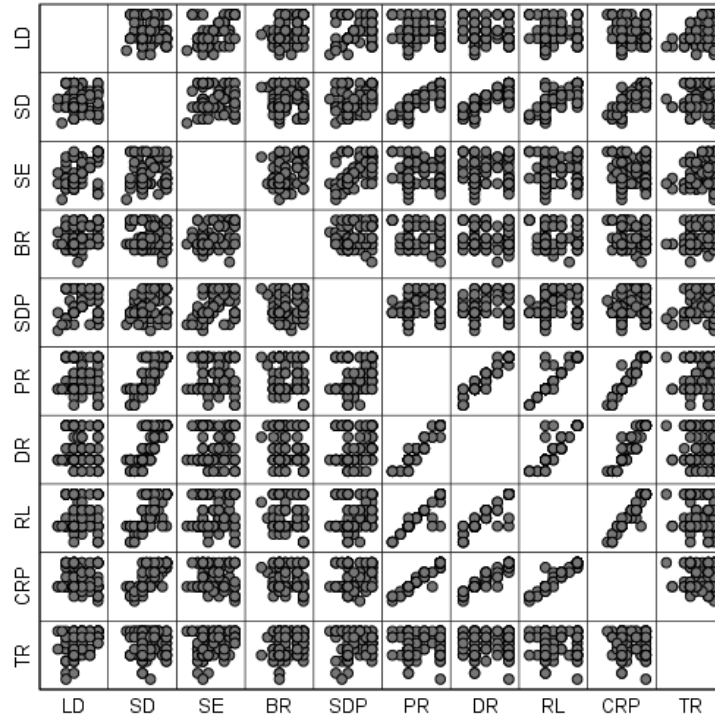 LD
SD
SE
BR
SDP
PR
DR
RL
CRP
TR
LD SD SE BR SDP PR DR RL CRP TR